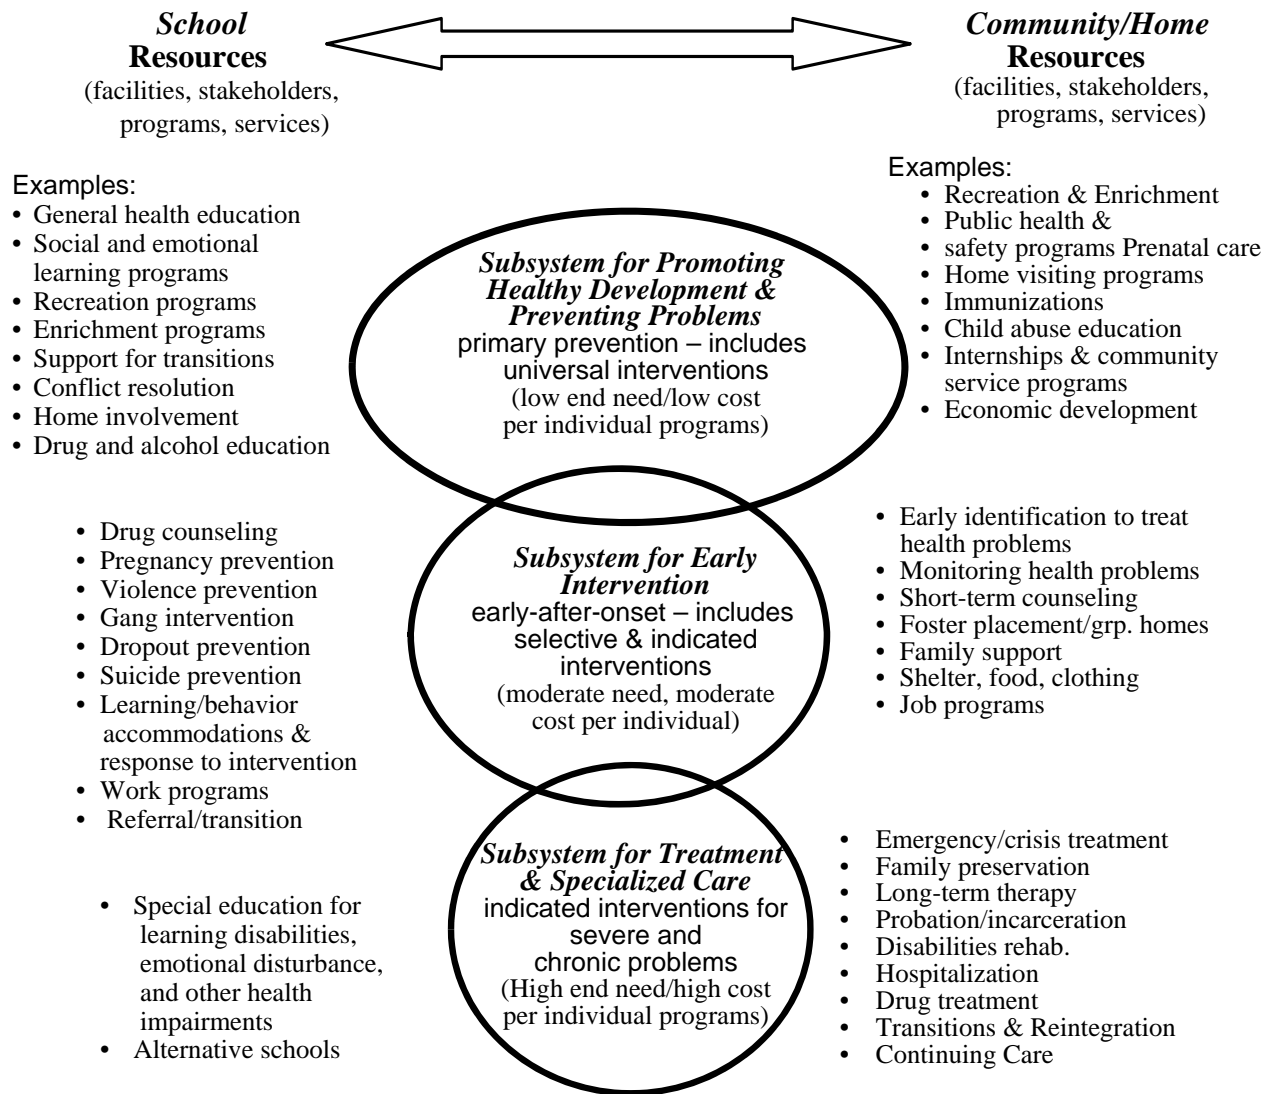 School
Resources
(facilities, stakeholders,
programs, services)
Community/Home
Resources
(facilities, stakeholders,
programs, services)
Examples:
• General health education
• Social and emotional
learning programs
• Recreation programs
• Enrichment programs
• Support for transitions
• Conflict resolution
• Home involvement
• Drug and alcohol education
Subsystem for Promoting
Healthy Development &
Preventing Problems
primary prevention – includes
universal interventions
(low end need/low cost
per individual programs)
Examples:
• Recreation & Enrichment
• Public health &
• safety programs Prenatal care
• Home visiting programs
• Immunizations
• Child abuse education
• Internships & community
service programs
• Economic development
• Drug counseling
• Pregnancy prevention
• Violence prevention
• Gang intervention
• Dropout prevention
• Suicide prevention
• Learning/behavior
accommodations &
response to intervention
• Work programs
• Referral/transition
Subsystem for Early
Intervention
early-after-onset – includes
selective & indicated
interventions
(moderate need, moderate
cost per individual)
• Early identification to treat
health problems
• Monitoring health problems
• Short-term counseling
• Foster placement/grp. homes
• Family support
• Shelter, food, clothing
• Job programs
• Special education for
learning disabilities,
emotional disturbance,
and other health
impairments
• Alternative schools
Subsystem for Treatment
& Specialized Care
indicated interventions for
severe and
chronic problems
(High end need/high cost
per individual programs)
• Emergency/crisis treatment
• Family preservation
• Long-term therapy
• Probation/incarceration
• Disabilities rehab.
• Hospitalization
• Drug treatment
• Transitions & Reintegration
• Continuing Care